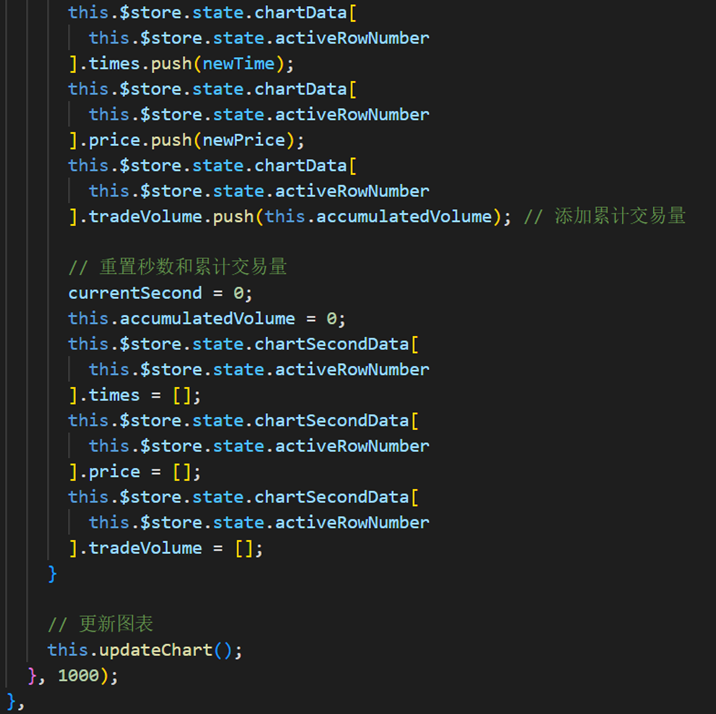 this.$store.state.chartData[
this.$store.state.activeRowNumber
].times.push(newTime);
this.$store.state.chartData[
this.$store.state.activeRowNumber
].price.push(newPrice);
this.$store.state.chartData[
this.$store.state.activeRowNumber
].tradeVolume.push(this.accumulatedVolume); // 添加累计交易量
// 重置秒数和累计交易量
currentSecond = 0;
this.accumulatedVolume = 0;
this.$store.state.chartSecondData[
this.$store.state.activeRowNumber
].times = [];
this.$store.state.chartSecondData[
this.$store.state.activeRowNumber
].price = [];
this.$store.state.chartSecondData[
this.$store.state.activeRowNumber
].tradeVolume = [];
}
// 更新图表
this.updateChart();
}, 1000);
},